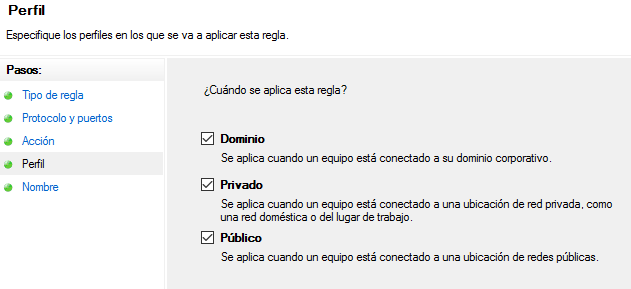 Perfil
Especifique los perfiles en los que se va a aplicar esta regla.
Pasos:
Tipo de regla
Protocolo y puertos
Acción
Perfil
Nombre
¿Cuándo se aplica esta regla?
Dominio
Se aplica cuando un equipo está conectado a su dominio corporativo.
Privado
Se aplica cuando un equipo está conectado a una ubicación de red privada, como
una red doméstica o del lugar de trabajo.
Público
Se aplica cuando un equipo está conectado a una ubicación de redes públicas.